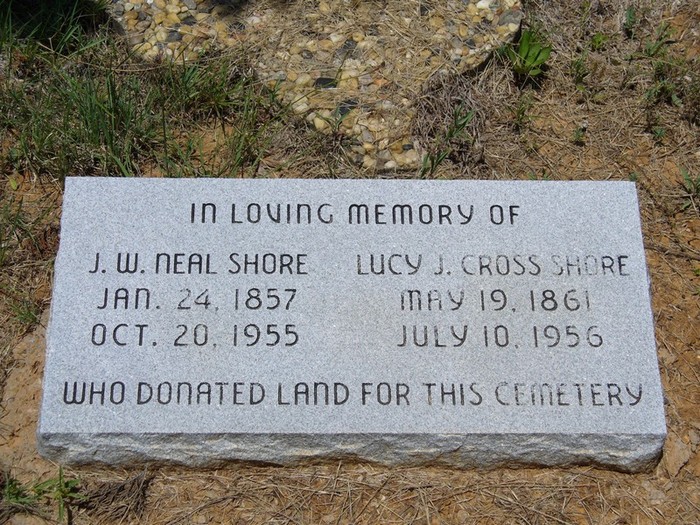 IN LOVING MEMORY OF
J. W. NEAL SHORE LUCY J. CROSS SHORE
JAN. 24, 1857 MAY 19, 1861
OCT. 20, 1955 JULY 10, 1956
WHO DONATED LAND FOR THIS CEMETERY